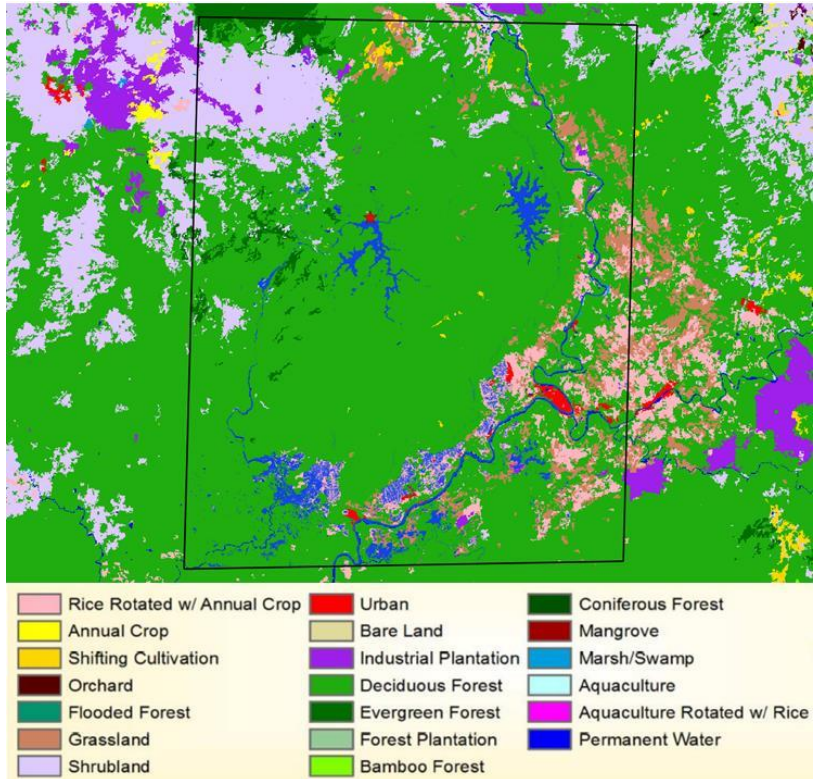 Rice Rotated w/ Annual Crop
Annual Crop
Shifting Cultivation
Orchard
Flooded Forest
Grassland
Shrubland
Urban
Bare Land
Industrial Plantation
Deciduous Forest
Evergreen Forest
Forest Plantation
Bamboo Forest
Coniferous Forest
Mangrove
Marsh/Swamp
Aquaculture
Aquaculture Rotated w/ Rice
Permanent Water